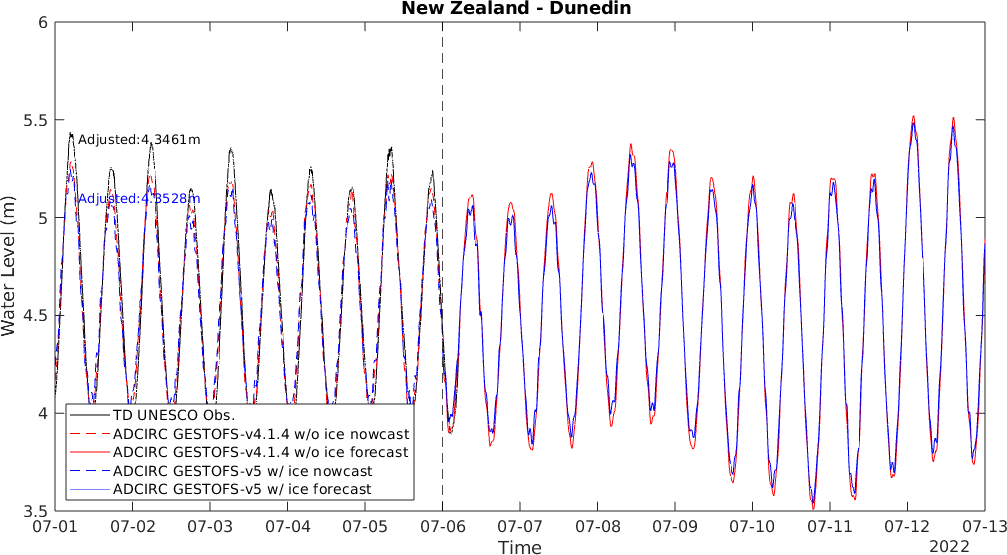 New Zealand - Dunedin
6
5.5
5
4.5
4
3.5
Water Level (m)
Adjusted:4.3461m
Adjusted:4.3528m
TD UNESCO Obs.
ADCIRC GESTOFS-v4.1.4 w/o ice nowcast
ADCIRC GESTOFS-v4.1.4 w/o ice forecast
ADCIRC GESTOFS-v5 w/ ice nowcast
ADCIRC GESTOFS-v5 w/ ice forecast
07-01 07-02 07-03 07-04 07-05 07-06 07-07 07-08 07-09 07-10 07-11 07-12 07-13
Time
2022